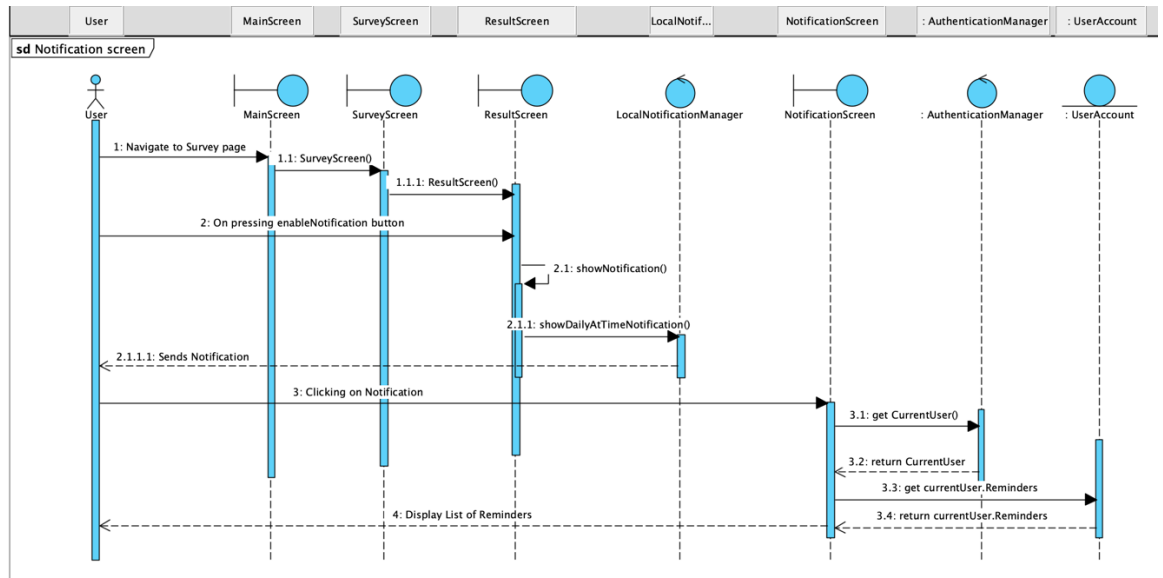 User
MainScreen
SurveyScreen
ResultScreen
LocalNotif...
NotificationScreen
: AuthenticationManager
: UserAccount
sd Notification screen
User
MainScreen
SurveyScreen
ResultScreen
LocalNotificationManager
NotificationScreen
: AuthenticationManager
: UserAccount
1: Navigate to Survey page
1.1: SurveyScreen()
1.1.1: ResultScreen()
2: On pressing enableNotification button
2.1: showNotification()
2.1.1: showDailyAtTimeNotification()
2.1.1.1: Sends Notification
3: Clicking on Notification
3.1: get CurrentUser()
3.2: return CurrentUser
3.3: get currentUser.Reminders
4: Display List of Reminders
3.4: return currentUser.Reminders